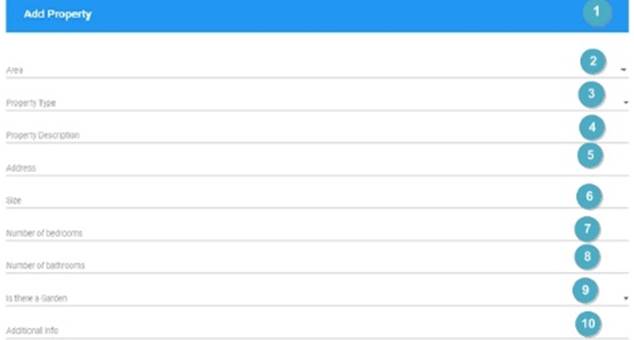 Add Property 1
Area 2
Property Type 3
Property Description 4
Address 5
Size 6
Number of bedrooms 7
Number of bathrooms 8
Is there a Garden 9
Additional Info 10